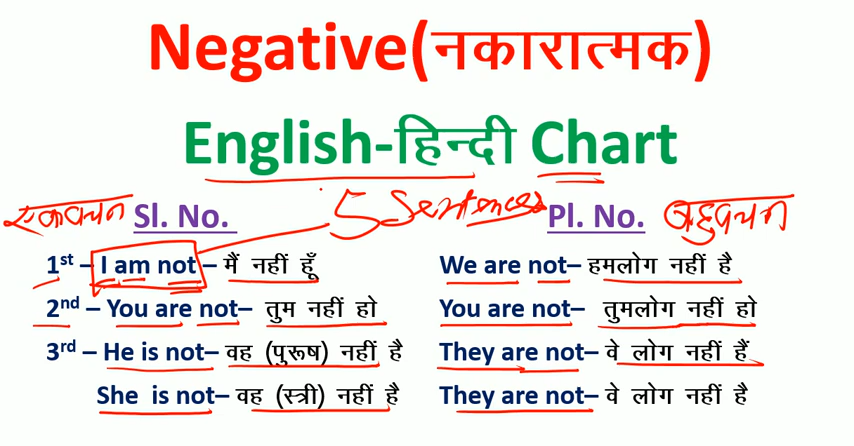 Negative(नकारात्मक)
English-हिन्दी Chart
एकवचन Sl. No. 5 Sentences Pl. No. बहुवचन
1st – I am not – मैं नहीं हूँ We are not– हमलोग नहीं है
2nd – You are not– तुम नहीं हो You are not– तुमलोग नहीं हो
3rd – He is not– वह (पुरूष) नहीं है They are not– वे लोग नहीं हैं
She is not– वह (स्त्री) नहीं है They are not– वे लोग नहीं है